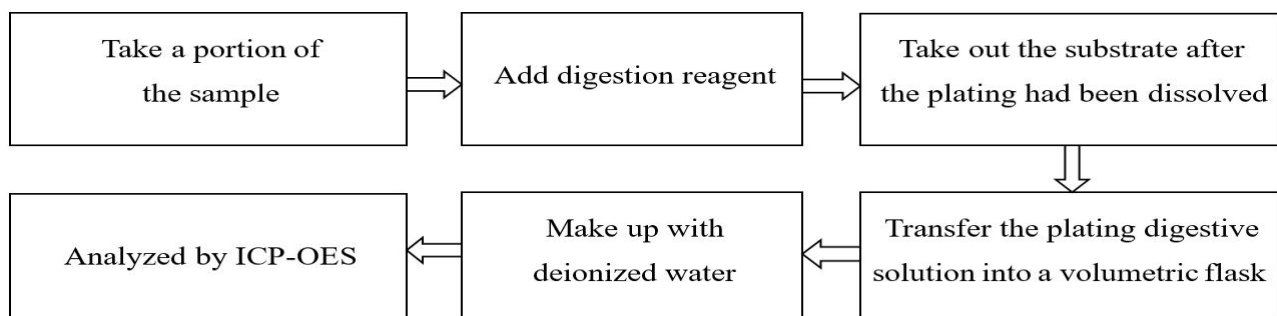 Take a portion of
the sample
Add digestion reagent
Take out the substrate after
the plating had been dissolved
Transfer the plating digestive
solution into a volumetric flask
Make up with
deionized water
Analyzed by ICP-OES